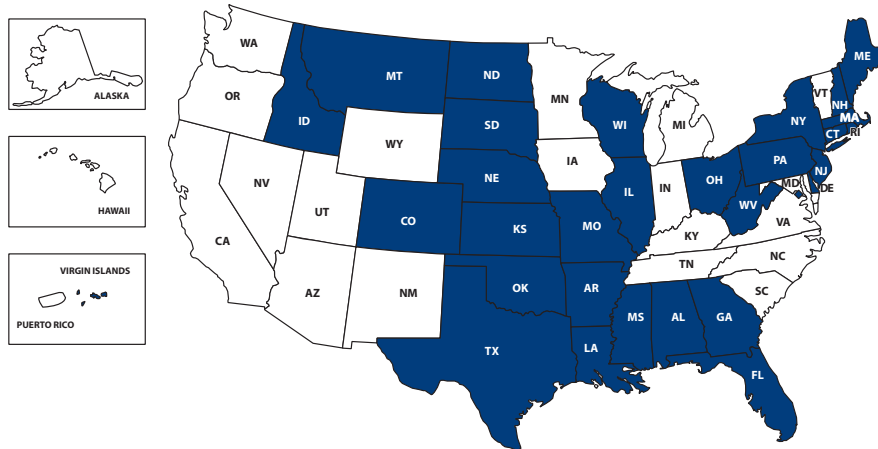 ALASKA
HAWAII
VIRGIN ISLANDS
PUERTO RICO
WA
OR
CA
NV
ID
MT
WY
UT
AZ
CO
NM
ND
SD
NE
KS
OK
TX
MN
IA
MO
AR
LA
WI
IL
MI
IN
OH
KY
TN
MS
AL
GA
FL
SC
NC
VA
WV
MD
DE
PA
NJ
NY
CT
RI
MA
VT
NH
ME